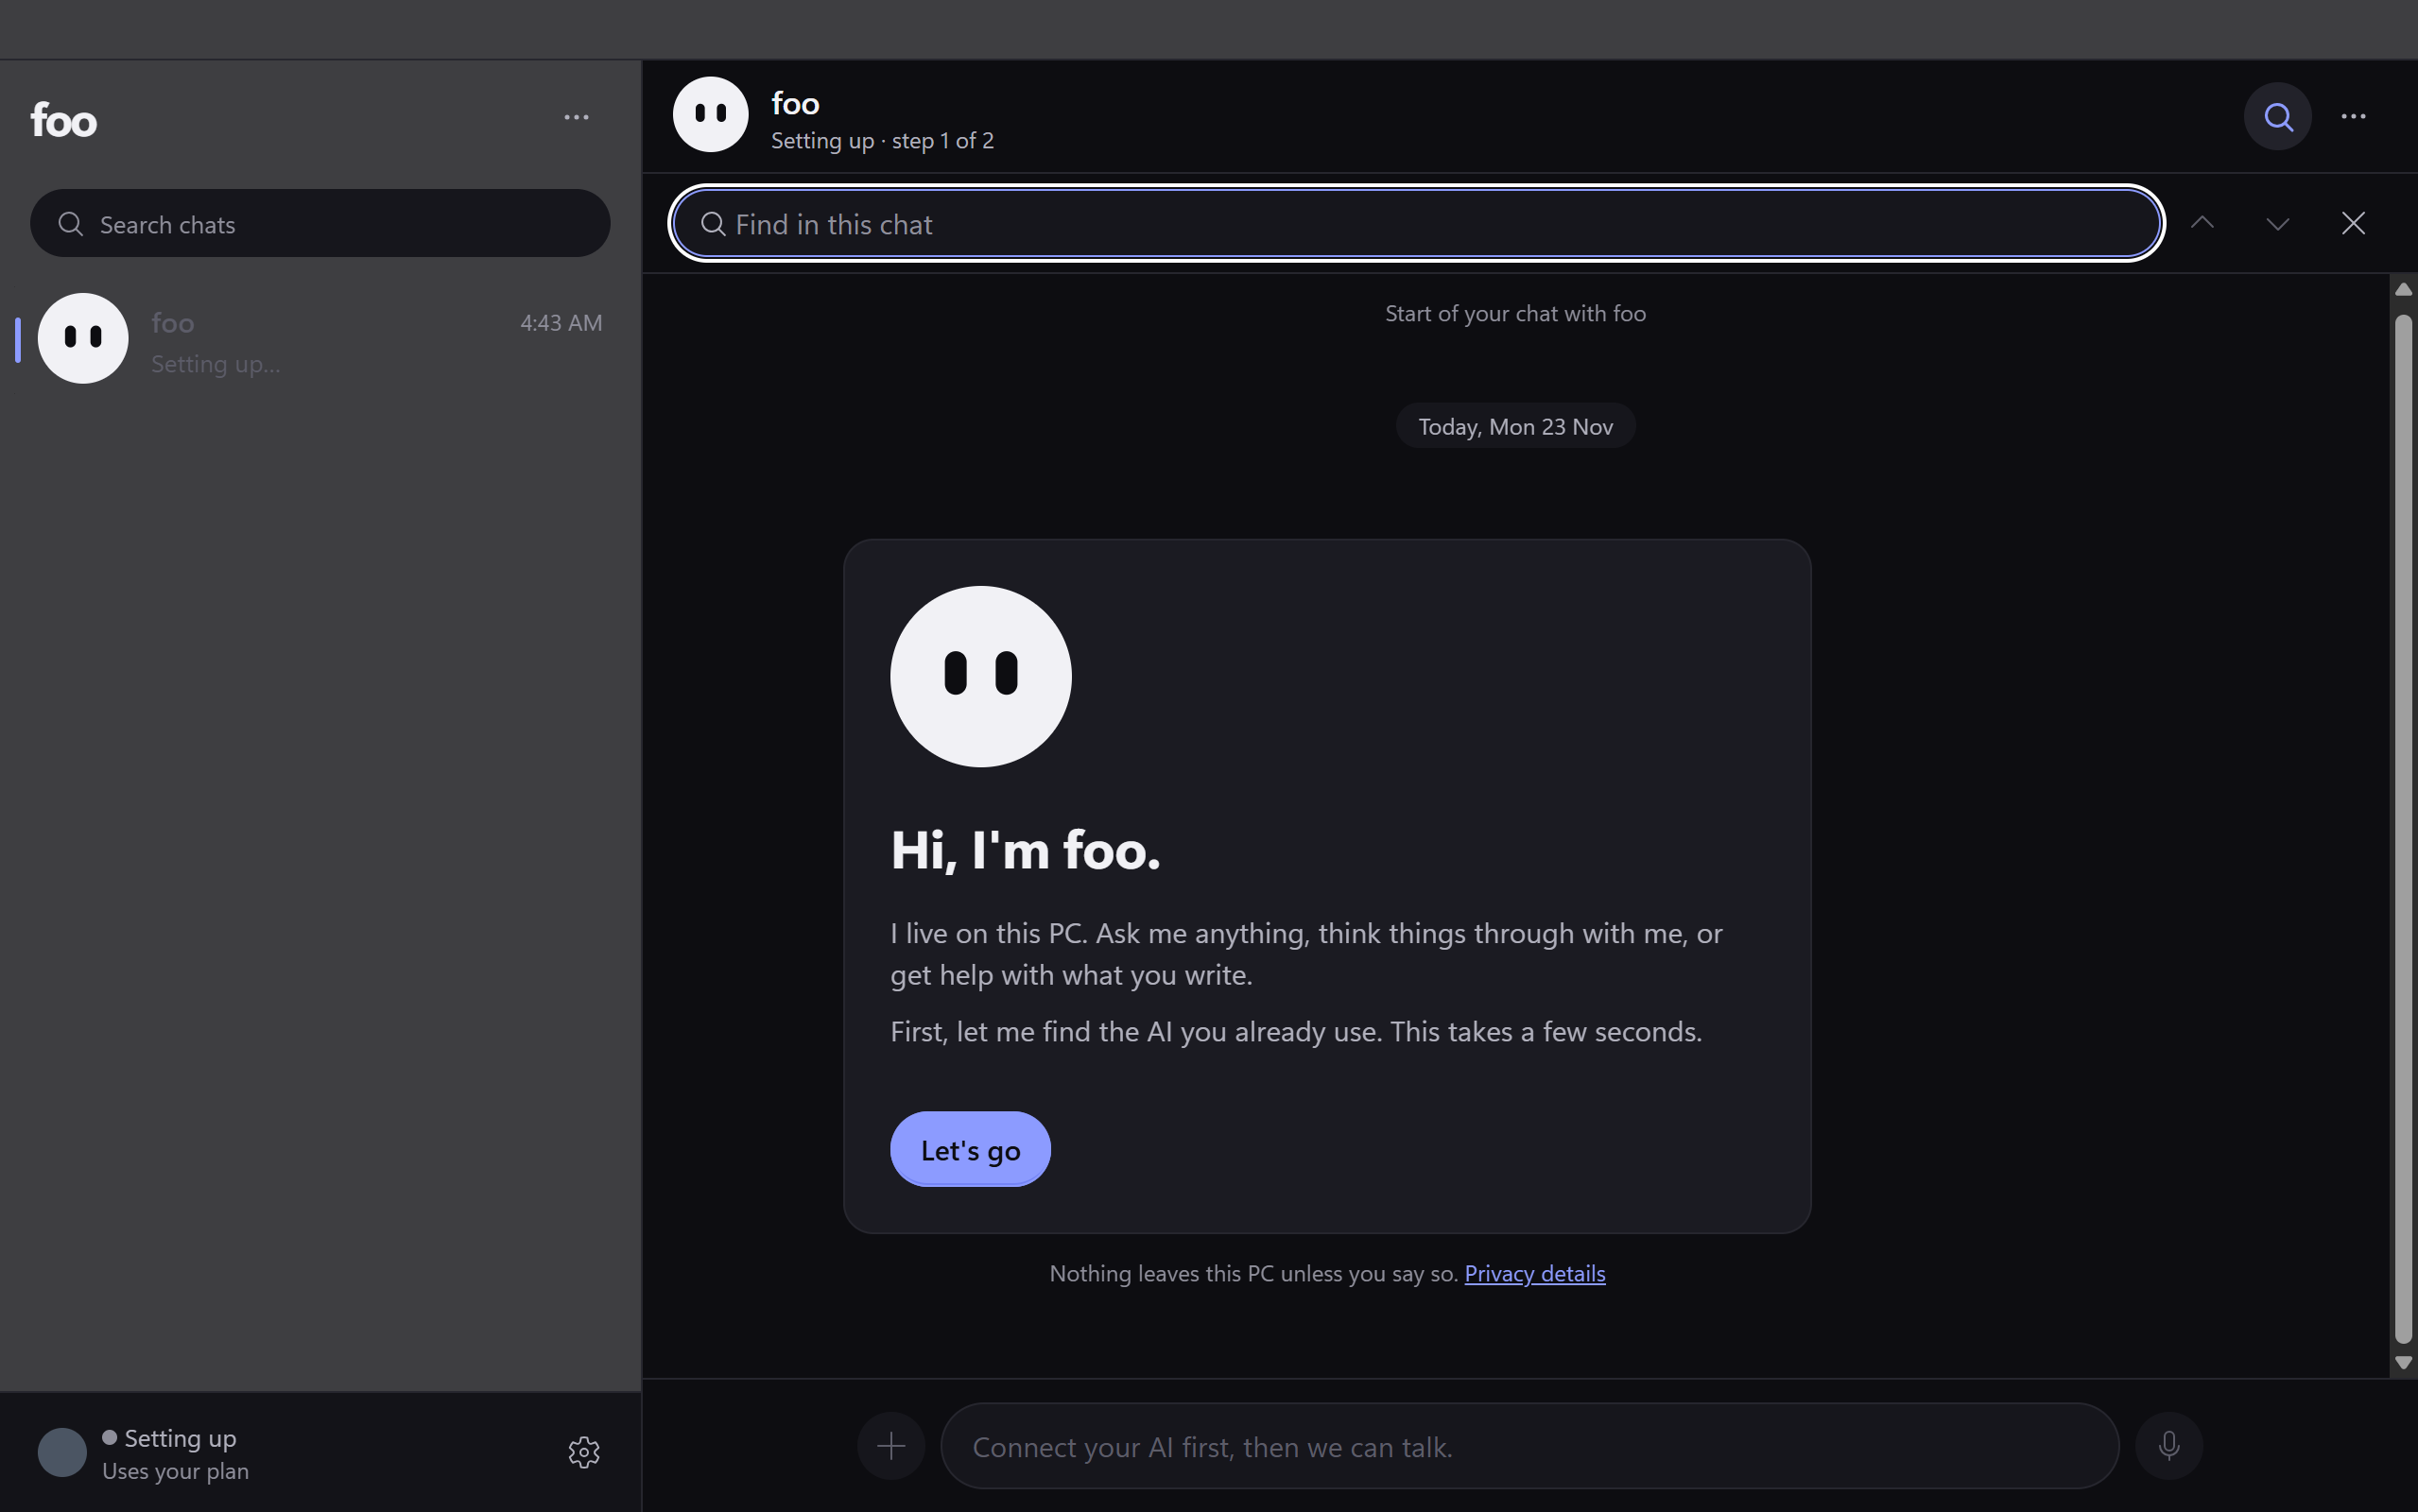 foo
Search chats
foo
4:43 AM
Setting up...
Setting up
Uses your plan
foo
Setting up · step 1 of 2
Find in this chat
Start of your chat with foo
Today, Mon 23 Nov
Hi, I'm foo.
I live on this PC. Ask me anything, think things through with me, or
get help with what you write.
First, let me find the AI you already use. This takes a few seconds.
Let's go
Nothing leaves this PC unless you say so. Privacy details
Connect your AI first, then we can talk.